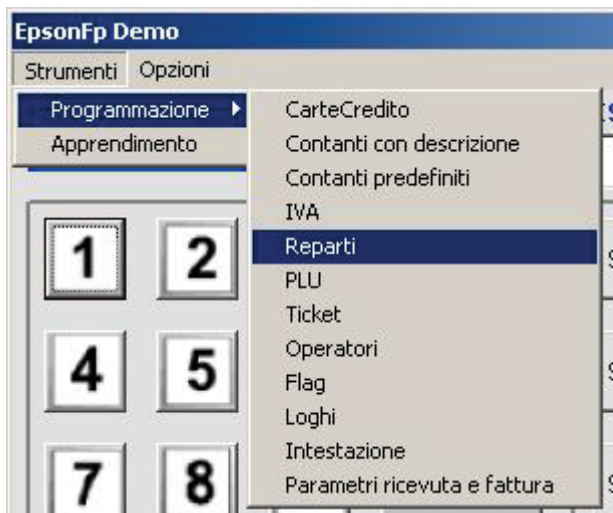 EpsonFp Demo
Strumenti Opzioni
Programmazione
Apprendimento
CarteCredito
Contanti con descrizione
Contanti predefiniti
IVA
Reparti
PLU
Ticket
Operatori
Flag
Loghi
Intestazione
Parametri ricevuta e fattura
1 2
4 5
7 8